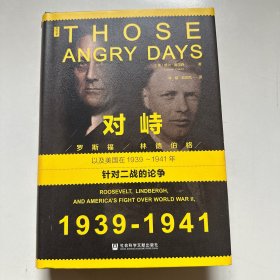 THOSE
ANGRY DAYS
对峙
罗斯福 林德伯格
以及美国在1939~1941年
针对二战的论争
ROOSEVELT, LINDBERGH,
AND AMERICA'S FIGHT OVER WORLD WAR II,
1939-1941
社会科学文献出版社